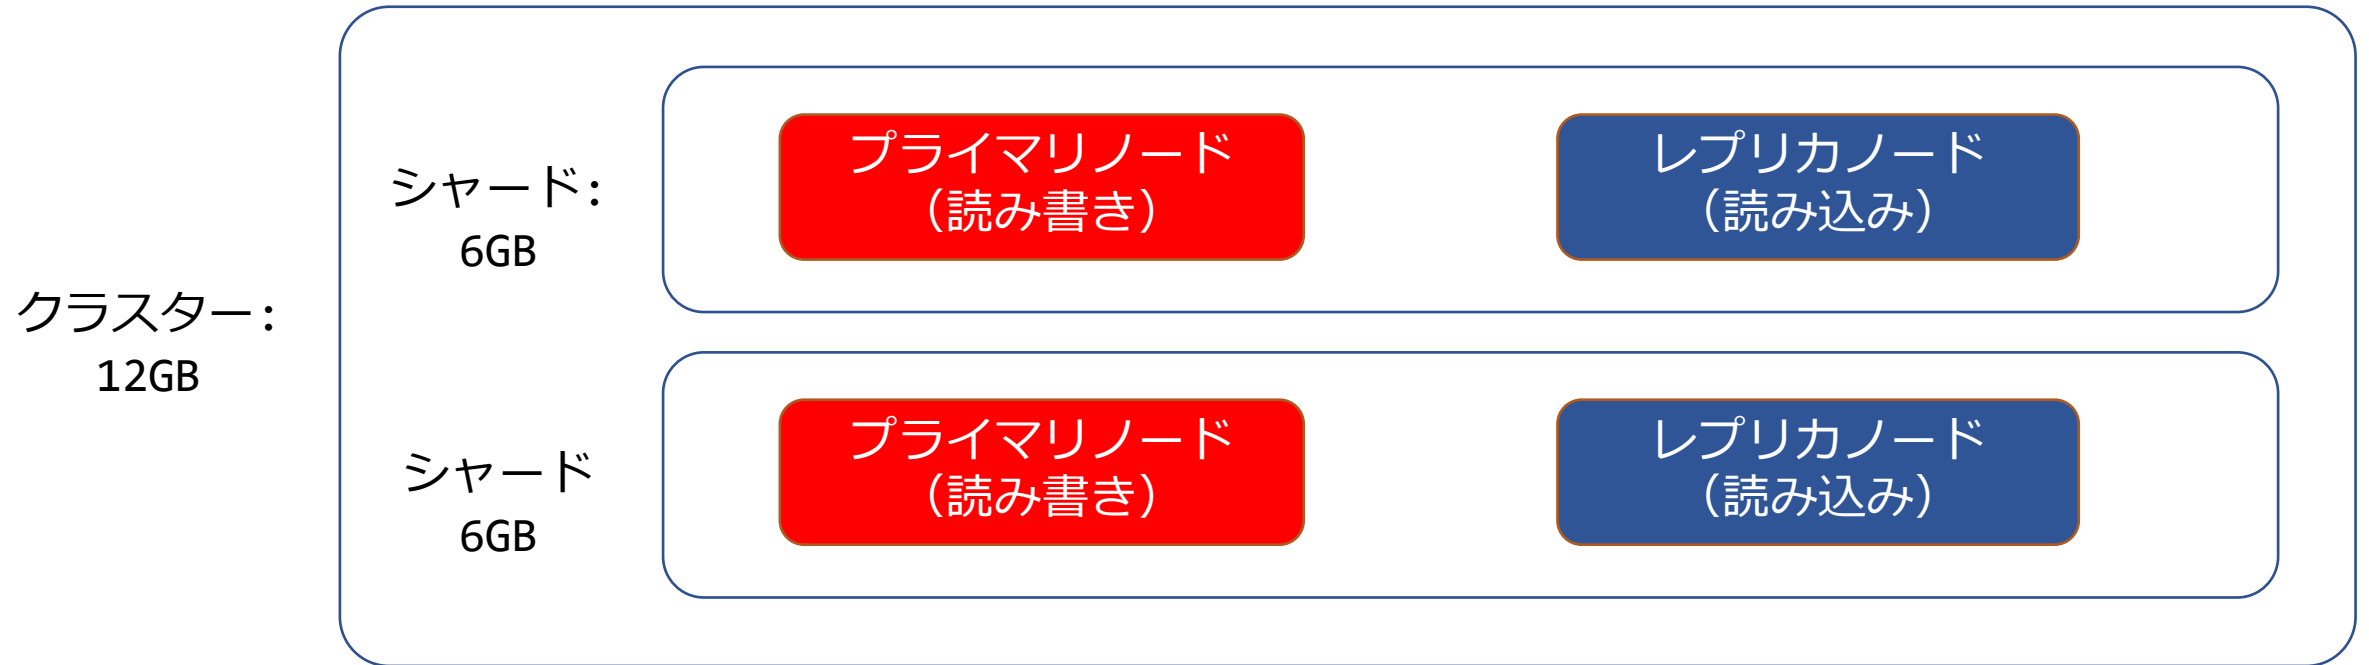 クラスター:
12GB
シャード:
6GB
プライマリノード
（読み書き）
レプリカノード
（読み込み）
シャード
6GB
プライマリノード
（読み書き）
レプリカノード
（読み込み）